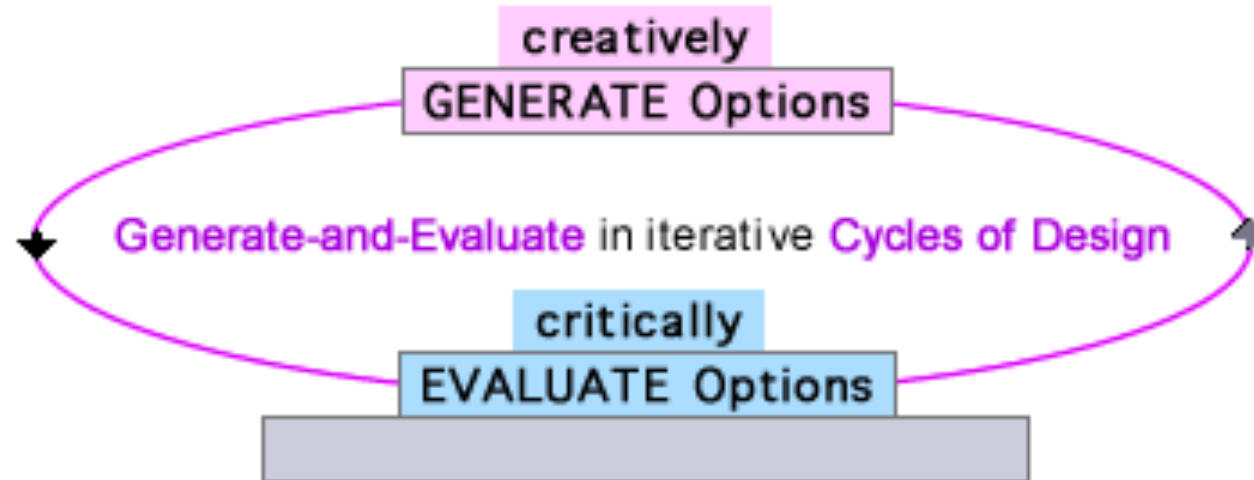 creatively
GENERATE Options
Generate-and-Evaluate in iterative Cycles of Design
critically
EVALUATE Options